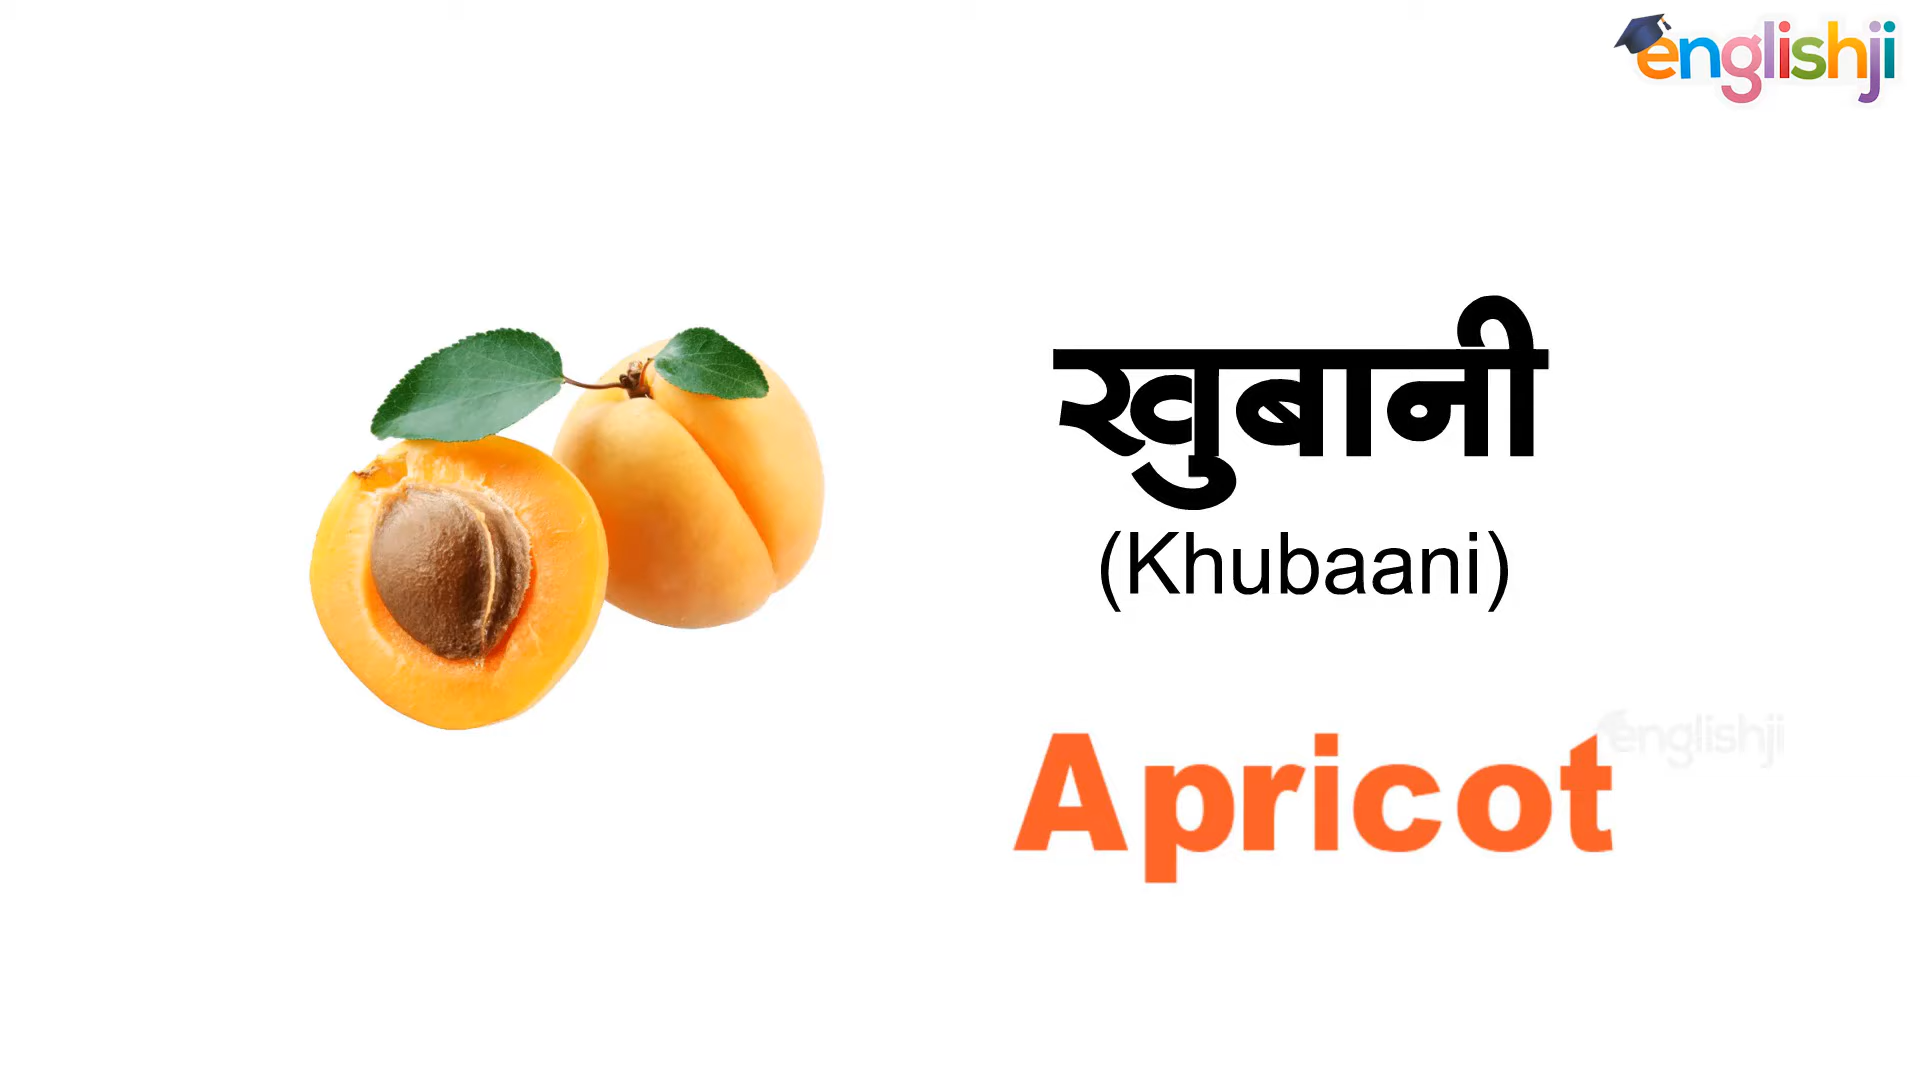 englishji
खुबानी
(Khubaani)
Apricot
englishji